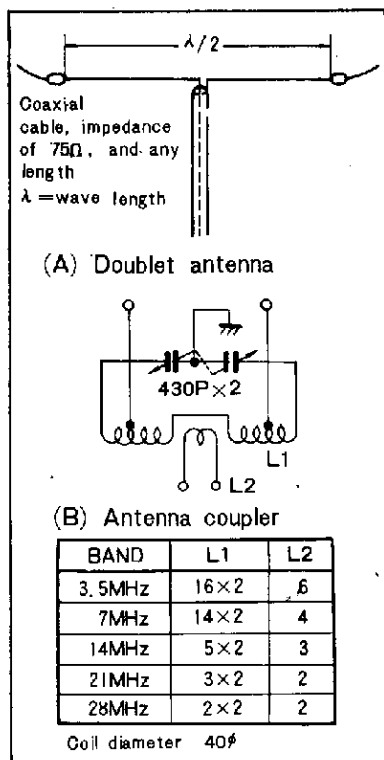 λ/2
Coaxial
cable, impedance
of 75Ω, and any
length
λ = wave length
(A) Doublet antenna
430P×2
L1
L2
(B) Antenna coupler
BAND L1 L2
3.5MHz 16×2 6
7MHz 14×2 4
14MHz 5×2 3
21MHz 3×2 2
28MHz 2×2 2
Coil diameter 40φ